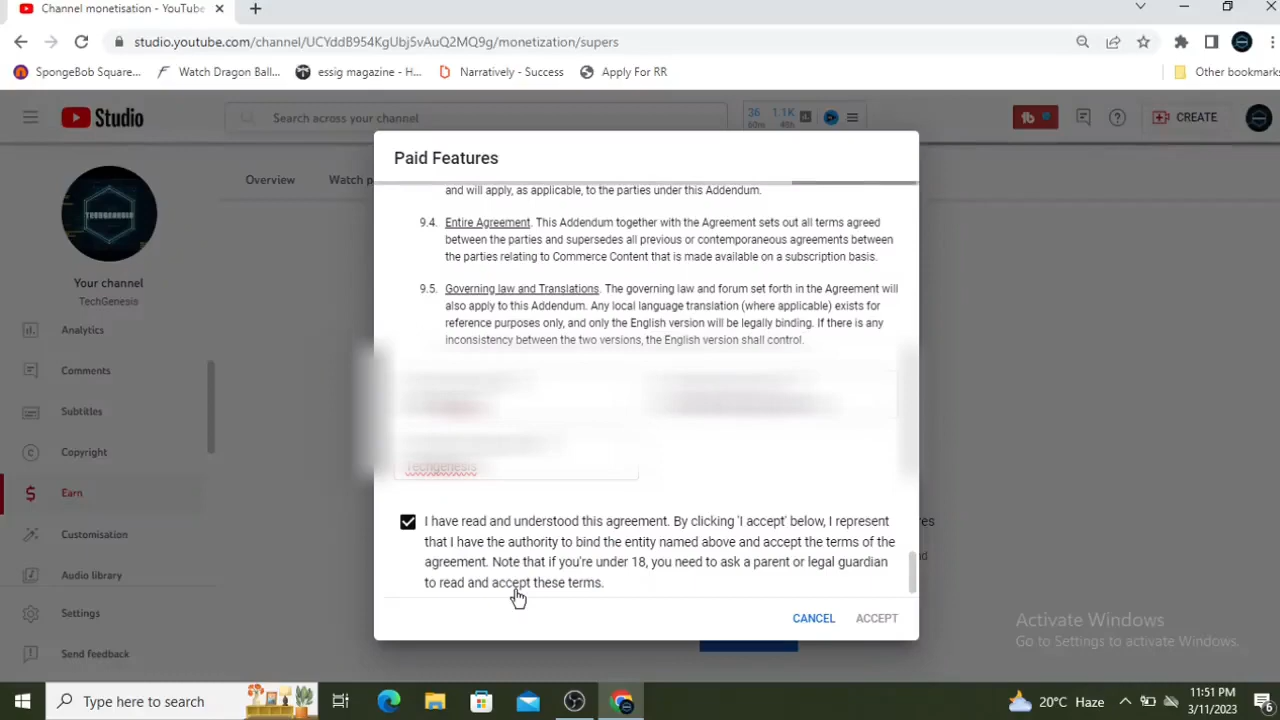 Channel monetisation - YouTube
studio.youtube.com/channel/UCYddB954KgUbj5vAuQ2MQ9g/monetization/supers
SpongeBob Square... Watch Dragon Ball... essig magazine - H... Narratively - Success Apply For RR Other bookmarks
Studio Search across your channel 36 1.1K CREATE
60m 48h
Paid Features
Overview Watch p
and will apply, as applicable, to the parties under this Addendum.
9.4. Entire Agreement. This Addendum together with the Agreement sets out all terms agreed
between the parties and supersedes all previous or contemporaneous agreements between
the parties relating to Commerce Content that is made available on a subscription basis.
9.5. Governing law and Translations. The governing law and forum set forth in the Agreement will
also apply to this Addendum. Any local language translation (where applicable) exists for
reference purposes only, and only the English version will be legally binding. If there is any
inconsistency between the two versions, the English version shall control.
Techgenesis
I have read and understood this agreement. By clicking 'I accept' below, I represent
that I have the authority to bind the entity named above and accept the terms of the
agreement. Note that if you're under 18, you need to ask a parent or legal guardian
to read and accept these terms.
CANCEL ACCEPT
TECHGENESIS
Your channel
TechGenesis
Analytics
Comments
Subtitles
Copyright
Earn
Customisation
Audio library
Settings
Send feedback
Activate Windows
Go to Settings to activate Windows.
Type here to search
20°C Haze
11:51 PM
3/11/2023
6